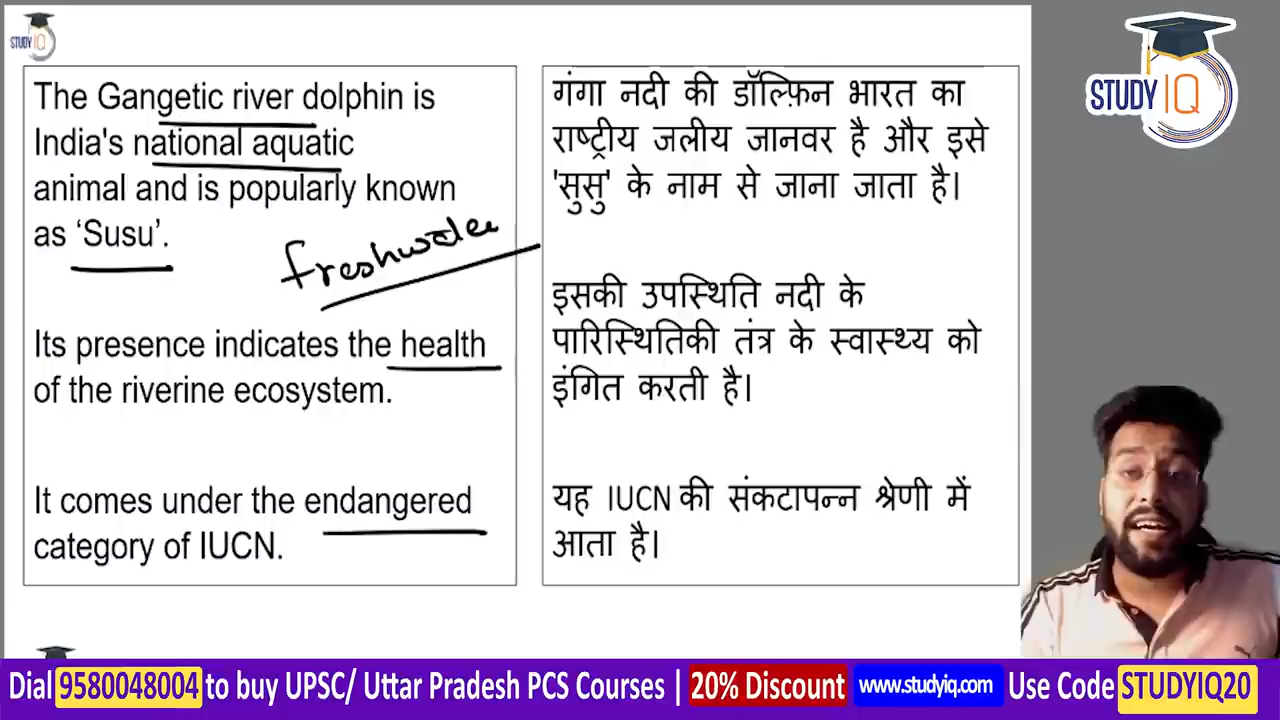 STUDY IQ
The Gangetic river dolphin is
India's national aquatic
animal and is popularly known
as ‘Susu’.
freshwater
Its presence indicates the health
of the riverine ecosystem.
It comes under the endangered
category of IUCN.
गंगा नदी की डॉल्फ़िन भारत का
राष्ट्रीय जलीय जानवर है और इसे
'सुसु' के नाम से जाना जाता है।
इसकी उपस्थिति नदी के
पारिस्थितिकी तंत्र के स्वास्थ्य को
इंगित करती है।
यह IUCN की संकटापन्न श्रेणी में
आता है।
STUDY IQ
Dial 9580048004 to buy UPSC/ Uttar Pradesh PCS Courses | 20% Discount www.studyiq.com Use Code STUDYIQ20